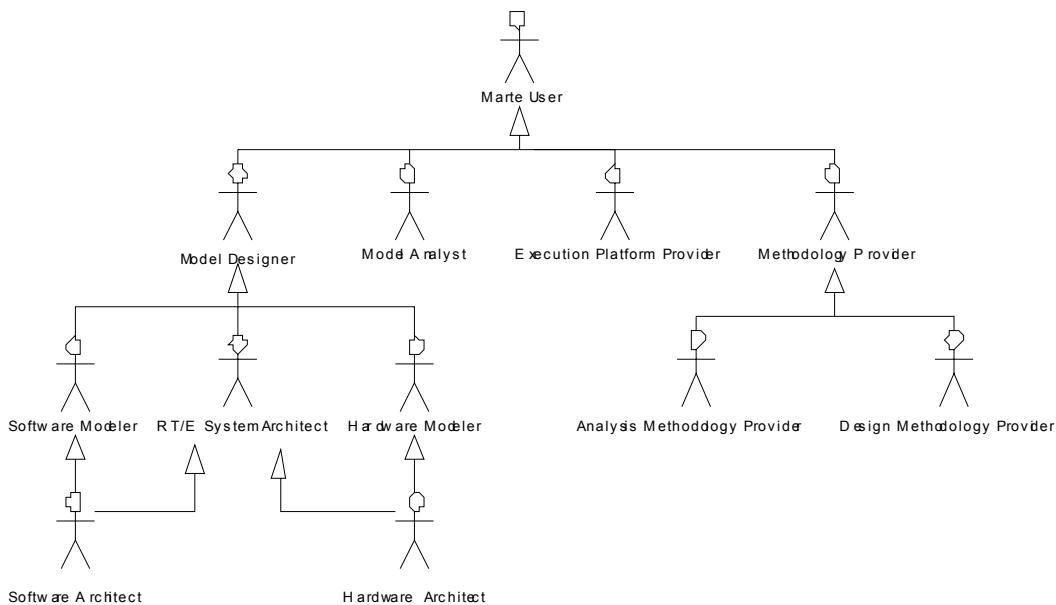 Marte User
Model Designer
Model Analyst
Execution Platform Provider
Methodology Provider
Software Modeler
RT/E System Architect
Hardware Modeler
Analysis Methodology Provider
Design Methodology Provider
Software Architect
Hardware Architect